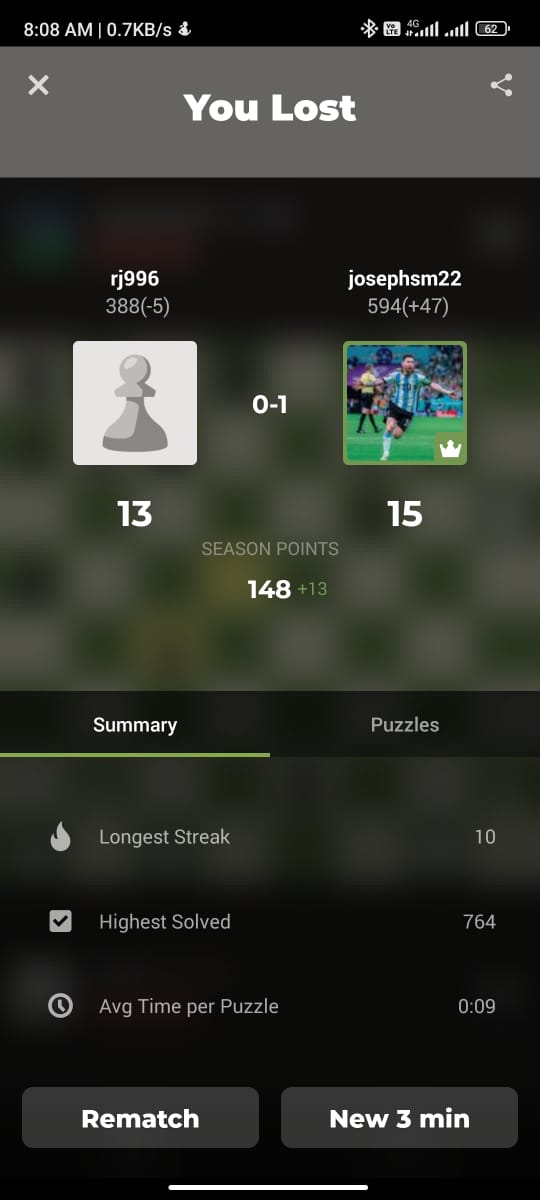 8:08 AM | 0.7KB/s
Vo LTE 4G 62
You Lost
rj996 josephsm22
388(-5) 594(+47)
0-1
13 15
SEASON POINTS
148 +13
Summary Puzzles
Longest Streak 10
Highest Solved 764
Avg Time per Puzzle 0:09
Rematch New 3 min